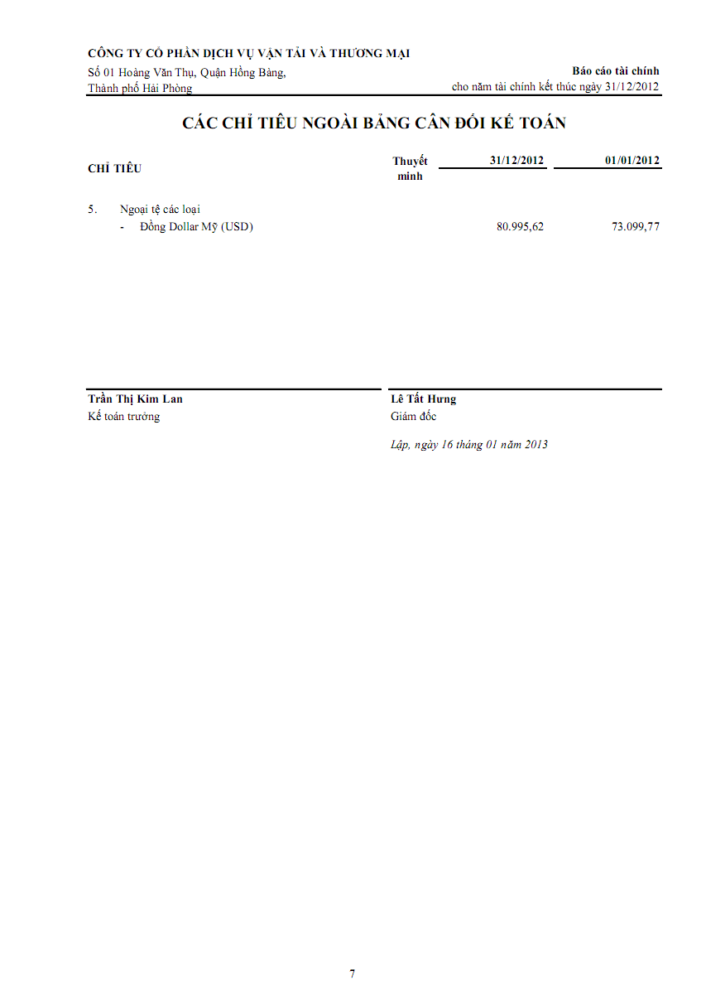 CÔNG TY CỔ PHẦN DỊCH VỤ VẬN TẢI VÀ THƯƠNG MẠI
Số 01 Hoàng Văn Thụ, Quận Hồng Bàng,
Báo cáo tài chính
Thành phố Hải Phòng
cho năm tài chính kết thúc ngày 31/12/2012
CÁC CHỈ TIÊU NGOÀI BẢNG CÂN ĐỐI KẾ TOÁN
CHỈ TIÊU
Thuyết
minh
31/12/2012
01/01/2012
5. Ngoại tệ các loại
- Đồng Dollar Mỹ (USD) 80.995,62 73.099,77
Trần Thị Kim Lan
Kế toán trưởng
Lê Tất Hưng
Giám đốc
Lập, ngày 16 tháng 01 năm 2013
7